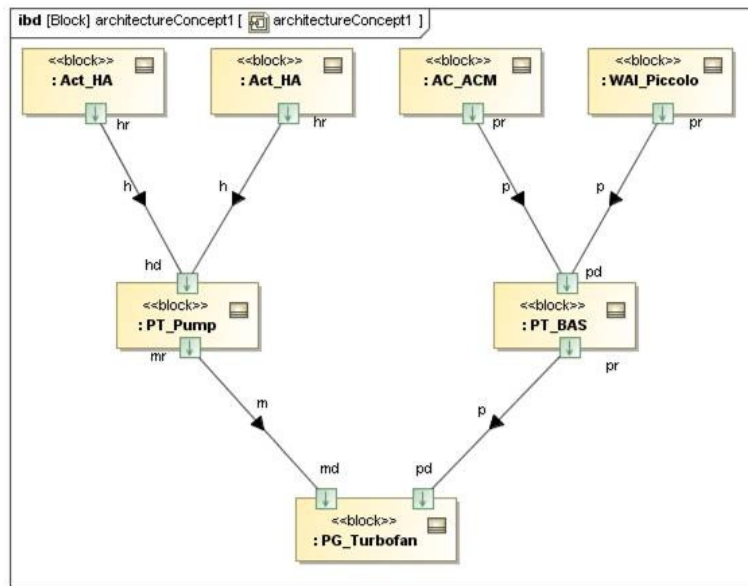 ibd [Block] architectureConcept1 [ architectureConcept1 ]
<<block>> <<block>> <<block>> <<block>>
: Act_HA : Act_HA AC_ACM : WAI_Piccolo
hr hr pr pr
h h p p
hd pd
<<block>> <<block>>
: PT_Pump : PT_BAS
mr pr
m p
md pd
<<block>>
: PG_Turbofan